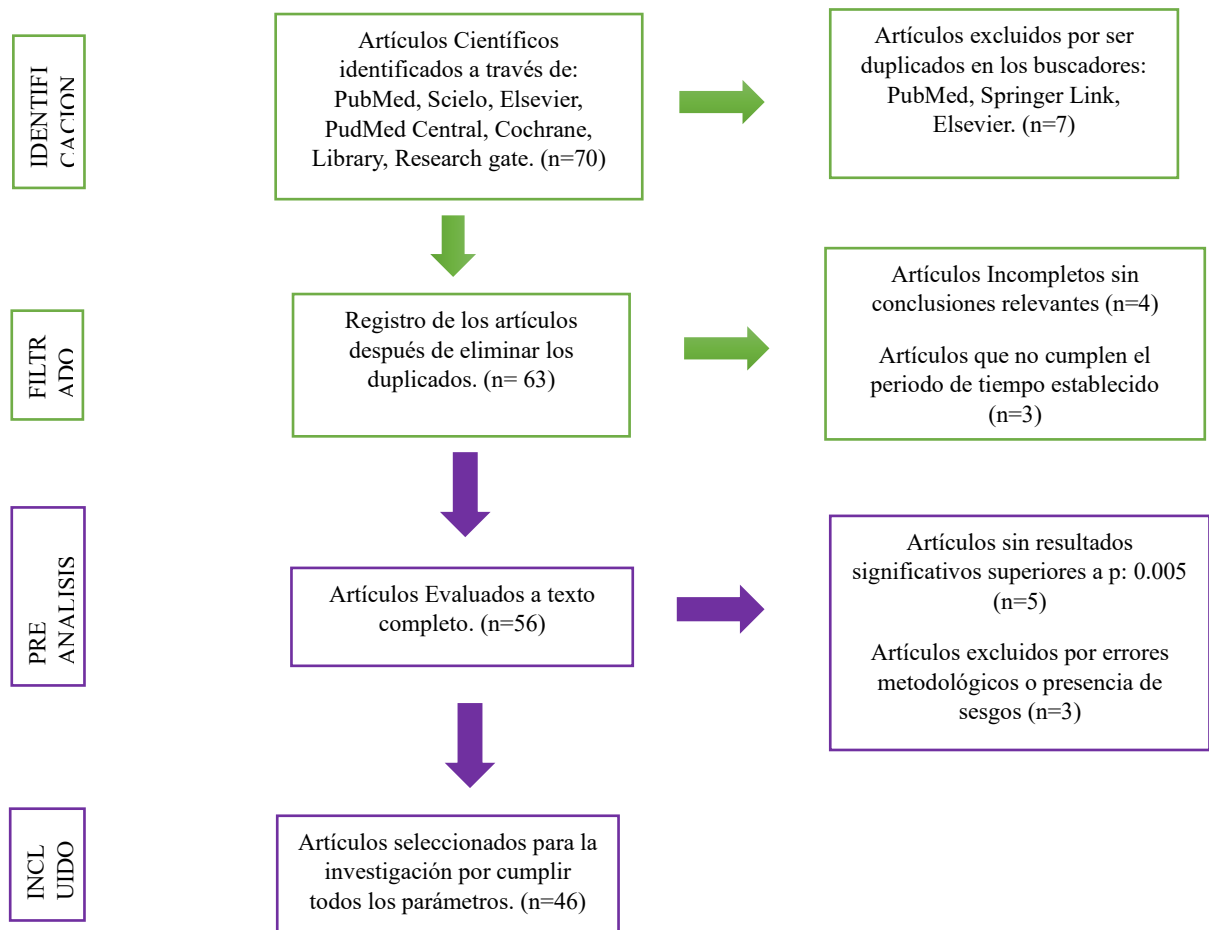 IDENTIFI
CACION
Artículos Científicos
identificados a través de:
PubMed, Scielo, Elsevier,
PudMed Central, Cochrane,
Library, Research gate. (n=70)
Artículos excluidos por ser
duplicados en los buscadores:
PubMed, Springer Link,
Elsevier. (n=7)
FILTR
ADO
Registro de los artículos
después de eliminar los
duplicados. (n= 63)
Artículos Incompletos sin
conclusiones relevantes (n=4)
Artículos que no cumplen el
periodo de tiempo establecido
(n=3)
PRE
ANALISIS
Artículos Evaluados a texto
completo. (n=56)
Artículos sin resultados
significativos superiores a p: 0.005
(n=5)
Artículos excluidos por errores
metodológicos o presencia de
sesgos (n=3)
INCL
UIDO
Artículos seleccionados para la
investigación por cumplir
todos los parámetros. (n=46)